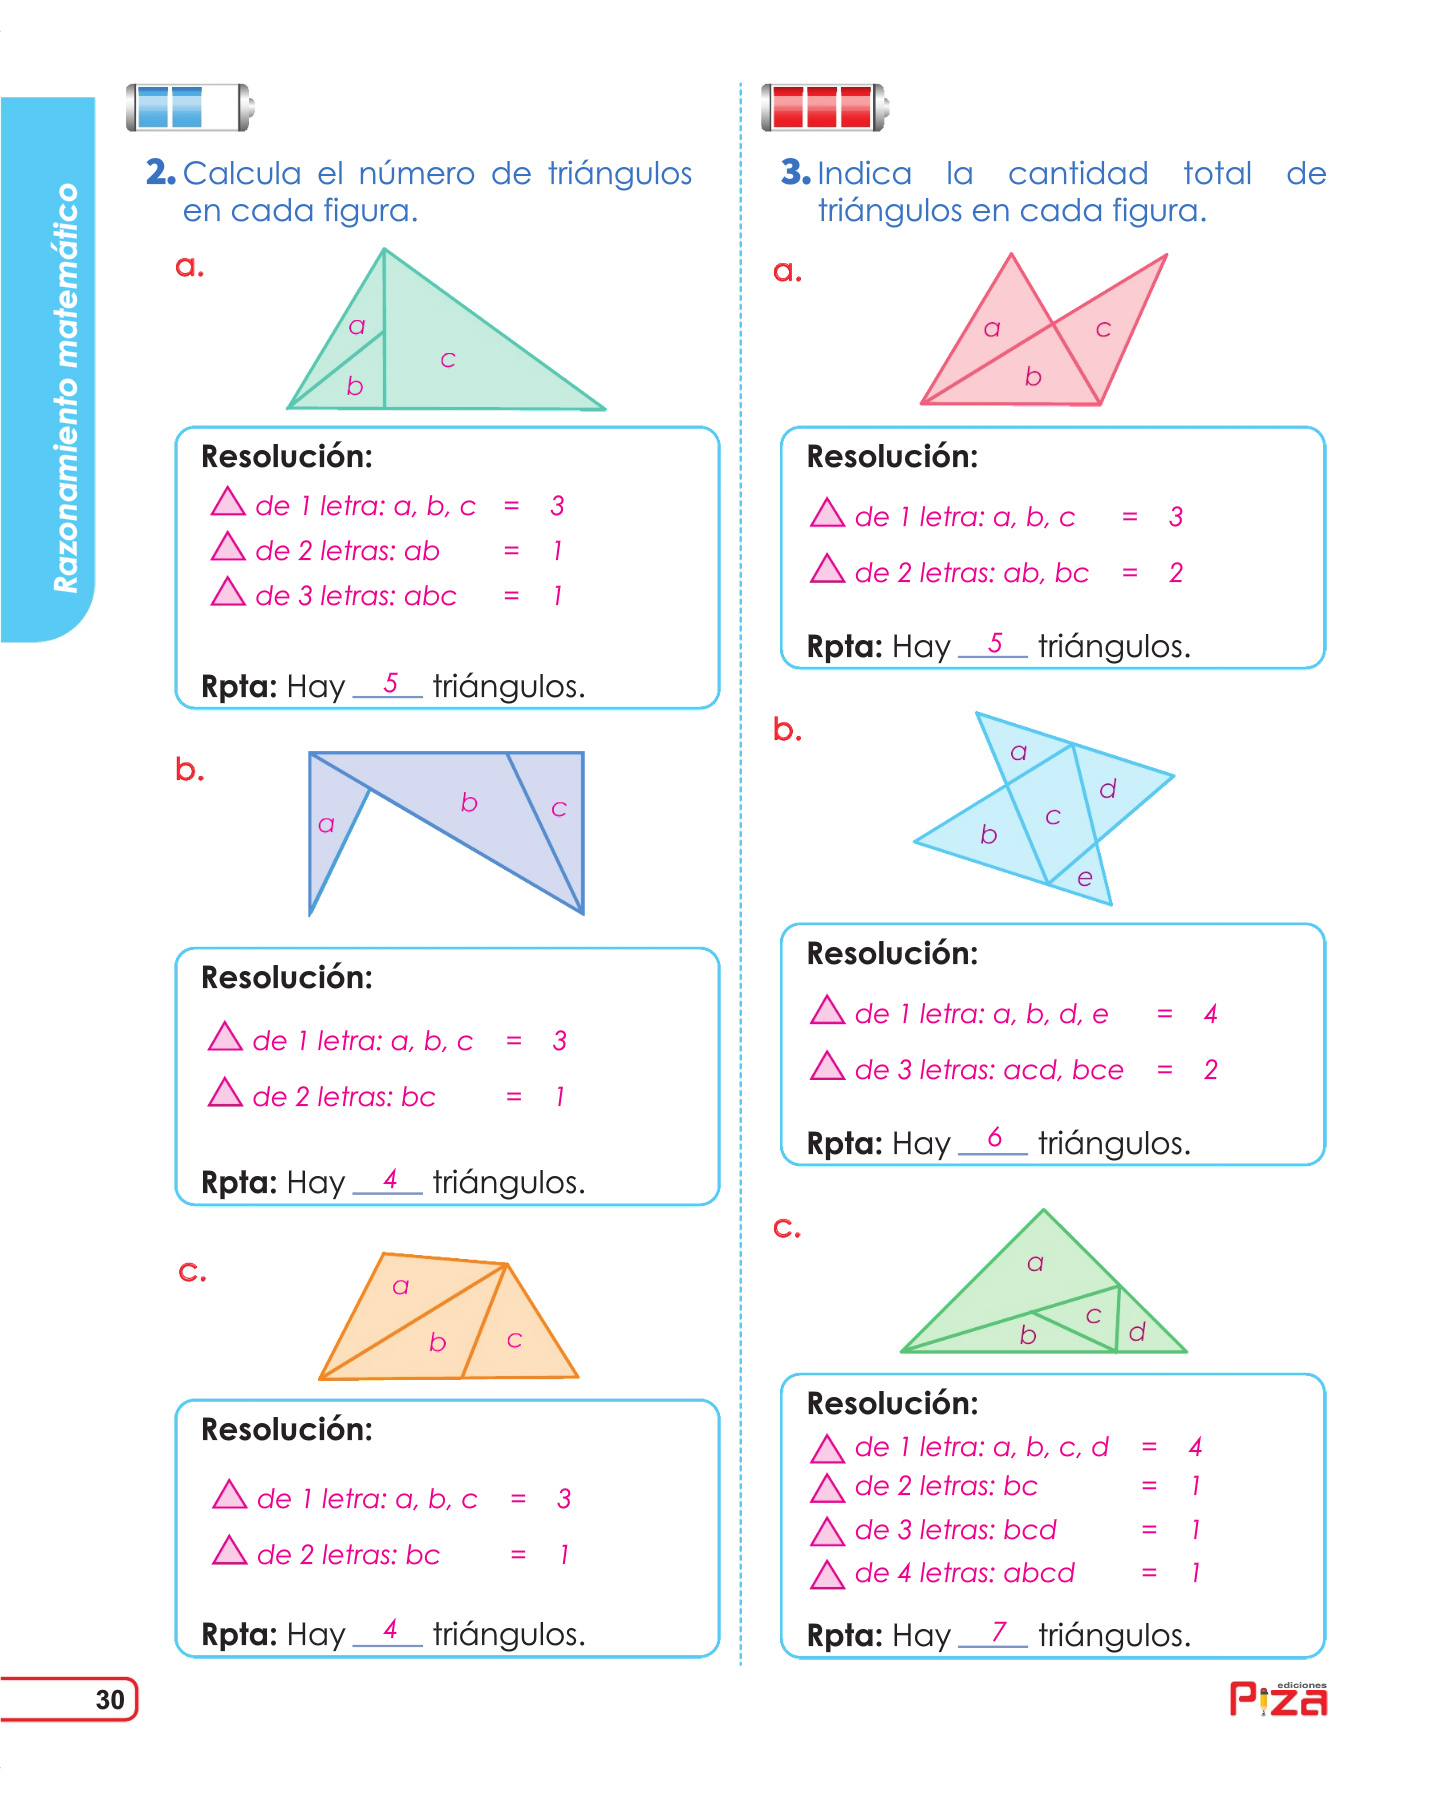 Razonamiento matemático
2. Calcula el número de triángulos
en cada figura.
a.
a
b
c
Resolución:
de 1 letra: a, b, c = 3
de 2 letras: ab = 1
de 3 letras: abc = 1
Rpta: Hay 5 triángulos.
b.
a
b
c
Resolución:
de 1 letra: a, b, c = 3
de 2 letras: bc = 1
Rpta: Hay 4 triángulos.
c.
a
b
c
Resolución:
de 1 letra: a, b, c = 3
de 2 letras: bc = 1
Rpta: Hay 4 triángulos.
3. Indica la cantidad total de
triángulos en cada figura.
a.
a
b
c
Resolución:
de 1 letra: a, b, c = 3
de 2 letras: ab, bc = 2
Rpta: Hay 5 triángulos.
b.
a
d
c
b
e
Resolución:
de 1 letra: a, b, d, e = 4
de 3 letras: acd, bce = 2
Rpta: Hay 6 triángulos.
c.
a
c
b
d
Resolución:
de 1 letra: a, b, c, d = 4
de 2 letras: bc = 1
de 3 letras: bcd = 1
de 4 letras: abcd = 1
Rpta: Hay 7 triángulos.
30
ediciones
Piza